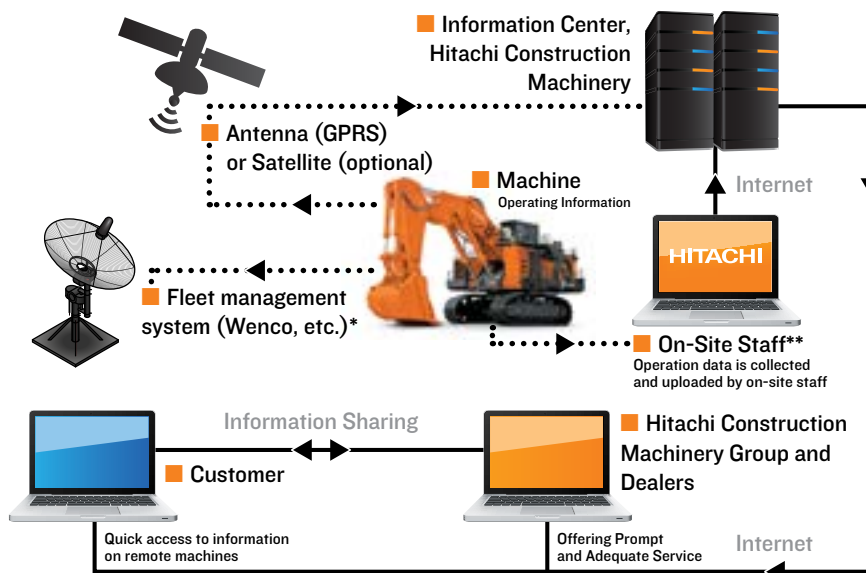 Information Center,
Hitachi Construction
Machinery
Antenna (GPRS)
or Satellite (optional)
Machine
Operating Information
Internet
HITACHI
Fleet management
system (Wenco, etc.)*
On-Site Staff**
Operation data is collected
and uploaded by on-site staff
Information Sharing
Customer
Hitachi Construction
Machinery Group and
Dealers
Quick access to information
on remote machines
Offering Prompt
and Adequate Service
Internet